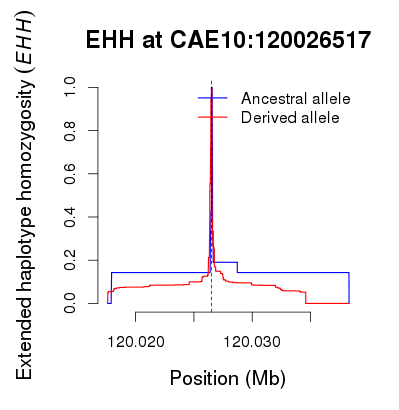 EHH at CAE10:120026517
Extended haplotype homozygosity (EHH)
1.0
0.8
0.6
0.4
0.2
0.0
Ancestral allele
Derived allele
120.020
120.030
Position (Mb)